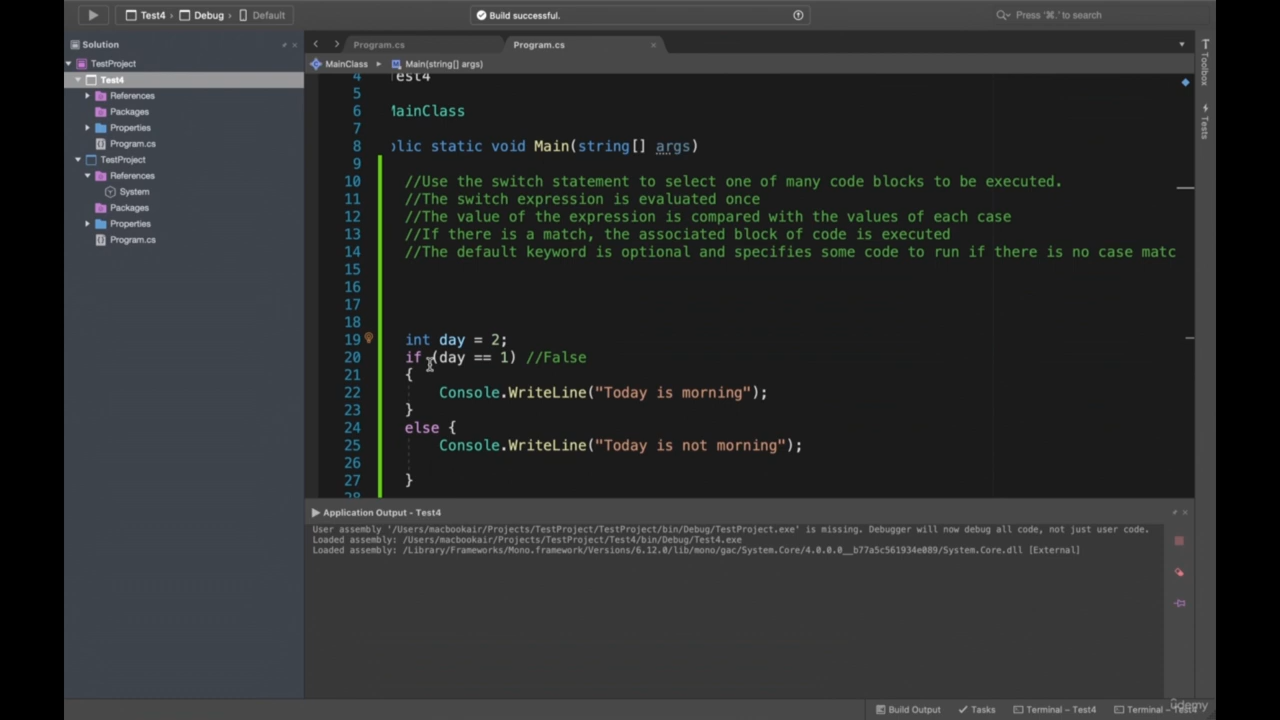 Test4 › Debug › Default
Build successful.
Press '⌘.' to search
Solution
TestProject
Test4
References
Packages
Properties
Program.cs
TestProject
References
System
Packages
Properties
Program.cs
Program.cs
Program.cs
MainClass
Main(string[] args)
4 Test4
5
6 MainClass
7
8 blic static void Main(string[] args)
9
10 //Use the switch statement to select one of many code blocks to be executed.
11 //The switch expression is evaluated once
12 //The value of the expression is compared with the values of each case
13 //If there is a match, the associated block of code is executed
14 //The default keyword is optional and specifies some code to run if there is no case matc
15
16
17
18
19 int day = 2;
20 if (day == 1) //False
21 {
22 Console.WriteLine("Today is morning");
23 }
24 else {
25 Console.WriteLine("Today is not morning");
26
27 }
28
Toolbox
Tests
Application Output - Test4
User assembly '/Users/macbookair/Projects/TestProject/TestProject/bin/Debug/TestProject.exe' is missing. Debugger will now debug all code, not just user code.
Loaded assembly: /Users/macbookair/Projects/TestProject/Test4/bin/Debug/Test4.exe
Loaded assembly: /Library/Frameworks/Mono.framework/Versions/6.12.0/lib/mono/gac/System.Core/4.0.0.0__b77a5c561934e089/System.Core.dll [External]
Build Output
Tasks
Terminal – Test4
Terminal – Test4
udemy